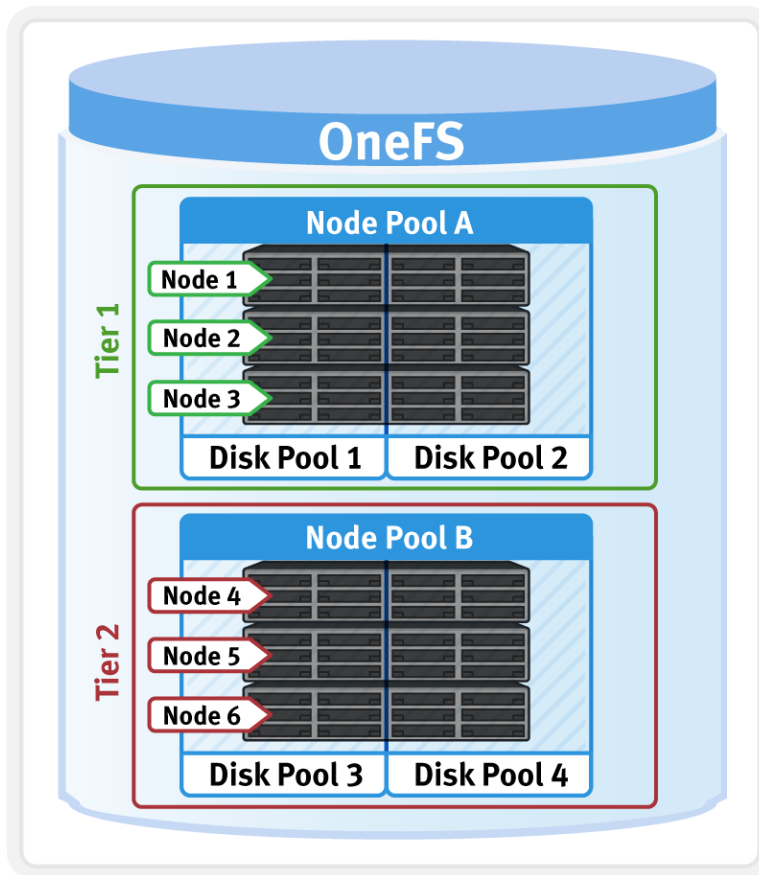 OneFS
Tier 1
Node Pool A
Node 1
Node 2
Node 3
Disk Pool 1
Disk Pool 2
Tier 2
Node Pool B
Node 4
Node 5
Node 6
Disk Pool 3
Disk Pool 4